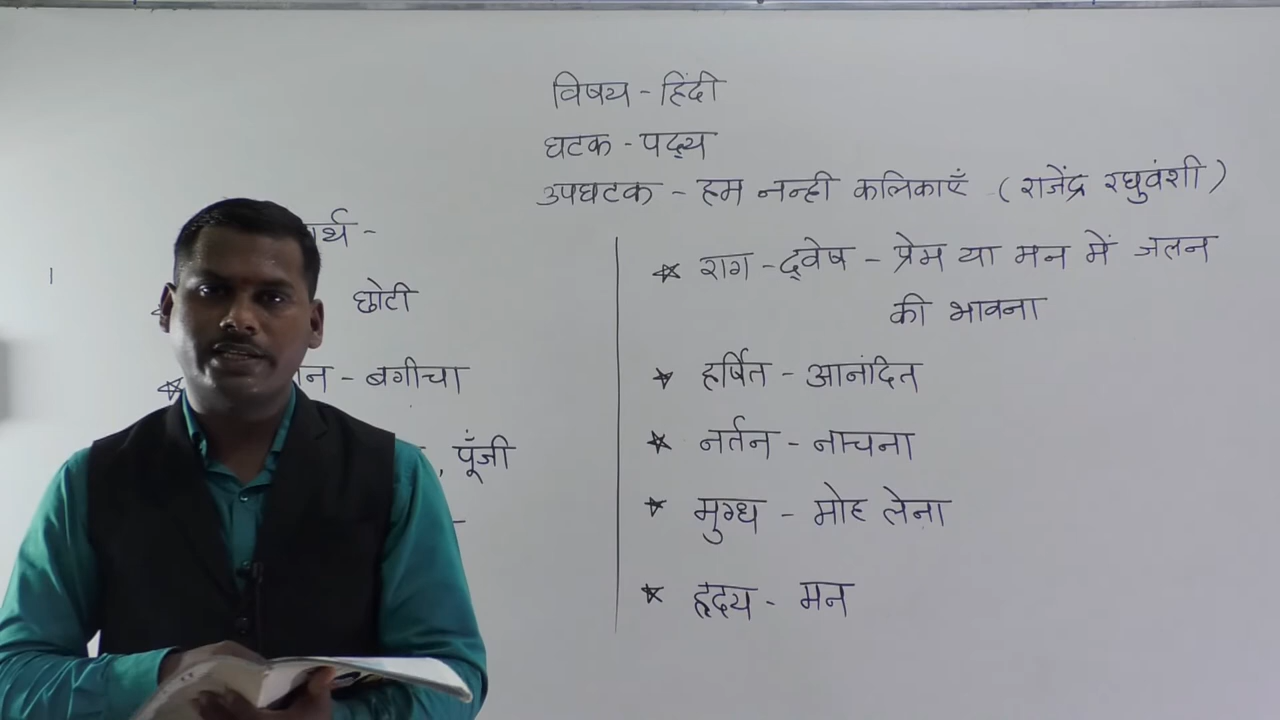 विषय - हिंदी
घटक - पद्य
उपघटक - हम नन्ही कलिकाएँ (राजेंद्र रघुवंशी)
छोटी
- बगीचा
, पूँजी
-
* राग - द्वेष - प्रेम या मन में जलन
की भावना
* हर्षित - आनंदित
* नर्तन - नाचना
* मुग्ध - मोह लेना
* हृदय - मन